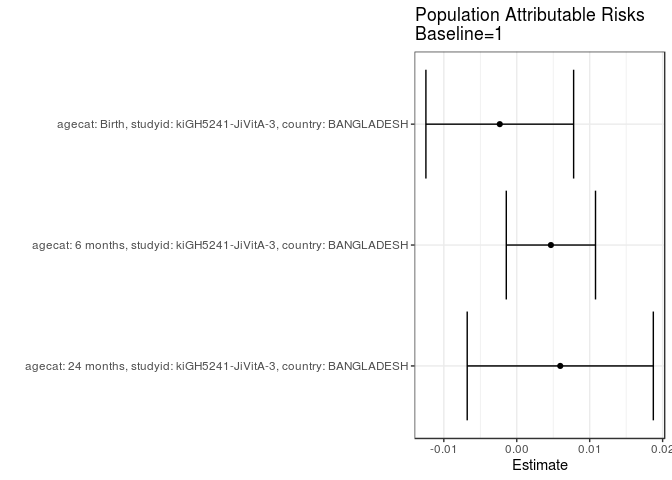 Population Attributable Risks
Baseline=1
agecat: Birth, studyid: kiGH5241-JiVitA-3, country: BANGLADESH
agecat: 6 months, studyid: kiGH5241-JiVitA-3, country: BANGLADESH
agecat: 24 months, studyid: kiGH5241-JiVitA-3, country: BANGLADESH
-0.01 0.00 0.01 0.02
Estimate